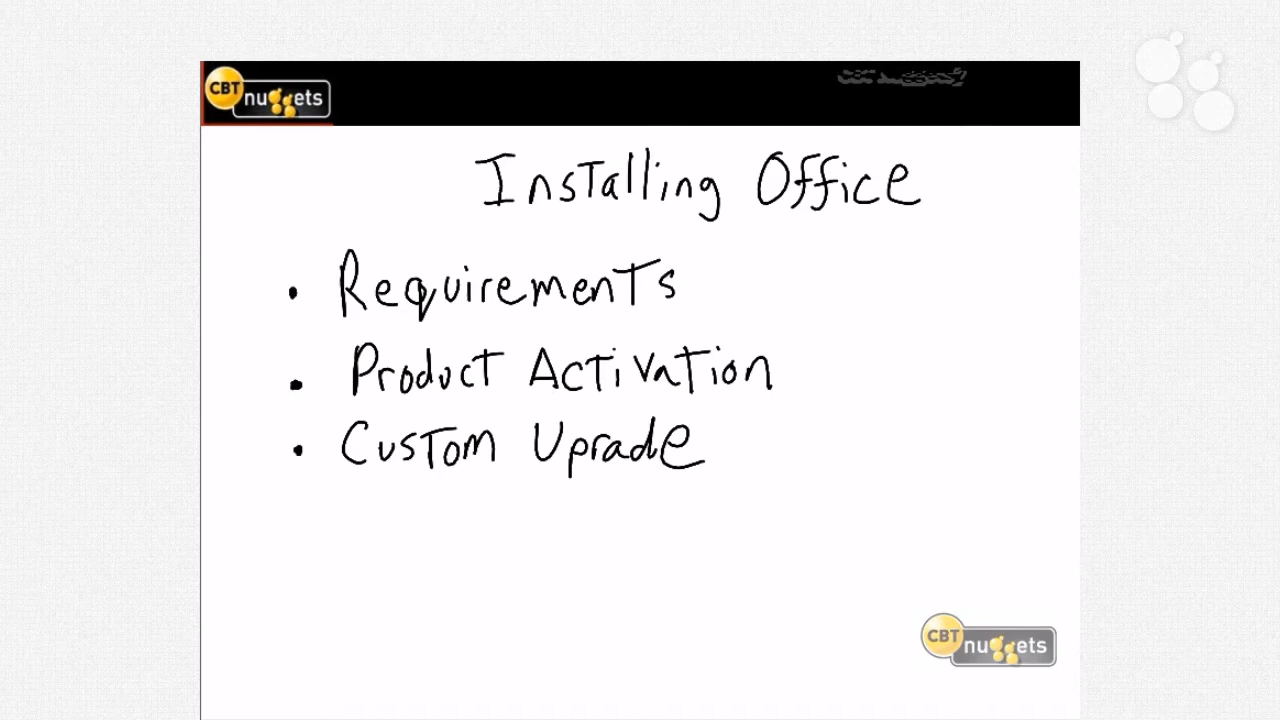 CBT nuggets
Installing Office
• Requirements
• Product Activation
• Custom Uprade
CBT nuggets